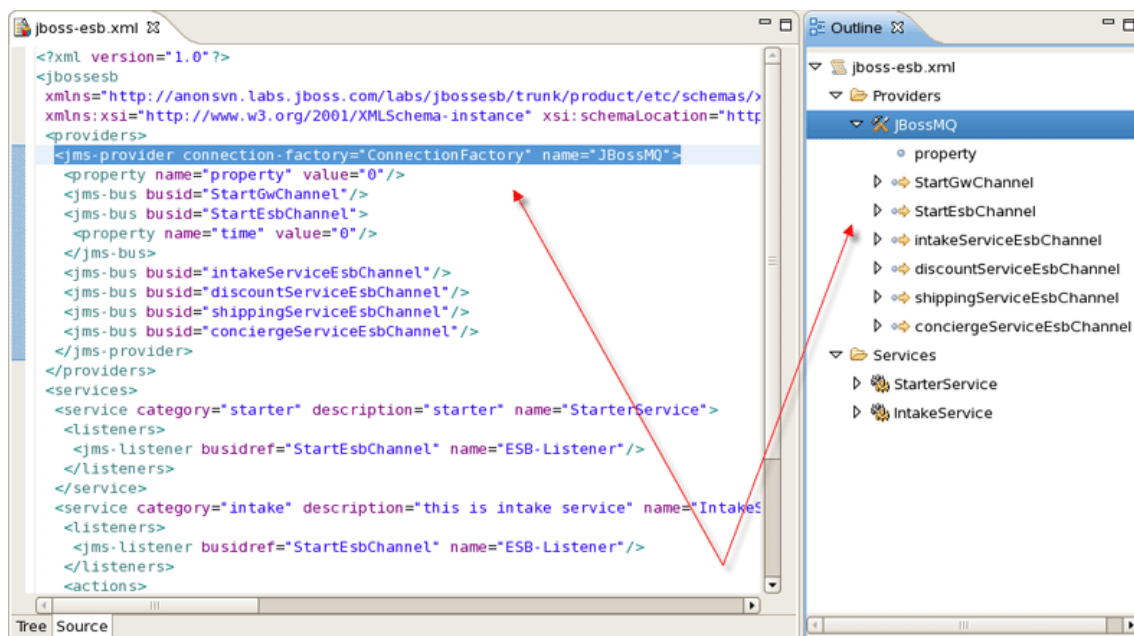 jboss-esb.xml
<?xml version="1.0"?>
<jbossesb
xmlns="http://anonsvn.labs.jboss.com/labs/jbossesb/trunk/product/etc/schemas/
xmlns:xsi="http://www.w3.org/2001/XMLSchema-instance" xsi:schemaLocation="http
<providers>
<jms-provider connection-factory="ConnectionFactory" name="JBossMQ">
<property name="property" value="0"/>
<jms-bus busid="StartGwChannel"/>
<jms-bus busid="StartEsbChannel">
<property name="time" value="0"/>
</jms-bus>
<jms-bus busid="intakeServiceEsbChannel"/>
<jms-bus busid="discountServiceEsbChannel"/>
<jms-bus busid="shippingServiceEsbChannel"/>
<jms-bus busid="conciergeServiceEsbChannel"/>
</jms-provider>
</providers>
<services>
<service category="starter" description="starter" name="StarterService">
<listeners>
<jms-listener busidref="StartEsbChannel" name="ESB-Listener"/>
</listeners>
</service>
<service category="intake" description="this is intake service" name="IntakeS
<listeners>
<jms-listener busidref="StartEsbChannel" name="ESB-Listener"/>
</listeners>
<actions>
Tree Source
Outline
jboss-esb.xml
Providers
JBossMQ
property
StartGwChannel
StartEsbChannel
intakeServiceEsbChannel
discountServiceEsbChannel
shippingServiceEsbChannel
conciergeServiceEsbChannel
Services
StarterService
IntakeService